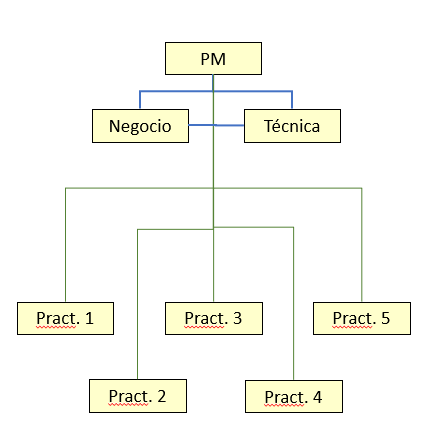 PM
Negocio
Técnica
Pract. 1
Pract. 3
Pract. 5
Pract. 2
Pract. 4